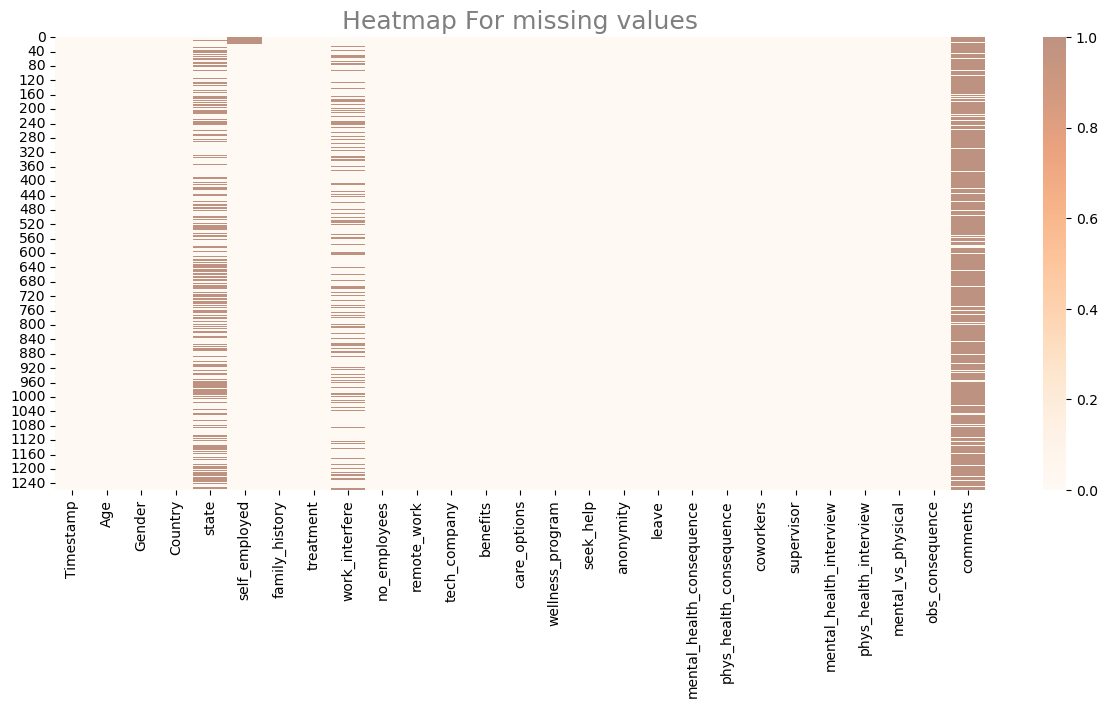 Heatmap For missing values
0
40
80
120
160
200
240
280
320
360
400
440
480
520
560
600
640
680
720
760
800
840
880
920
960
1000
1040
1080
1120
1160
1200
1240
Timestamp
Age
Gender
Country
state
self_employed
family_history
treatment
work_interfere
no_employees
remote_work
tech_company
benefits
care_options
wellness_program
seek_help
anonymity
leave
mental_health_consequence
phys_health_consequence
coworkers
supervisor
mental_health_interview
phys_health_interview
mental_vs_physical
obs_consequence
comments
1.0
0.8
0.6
0.4
0.2
0.0